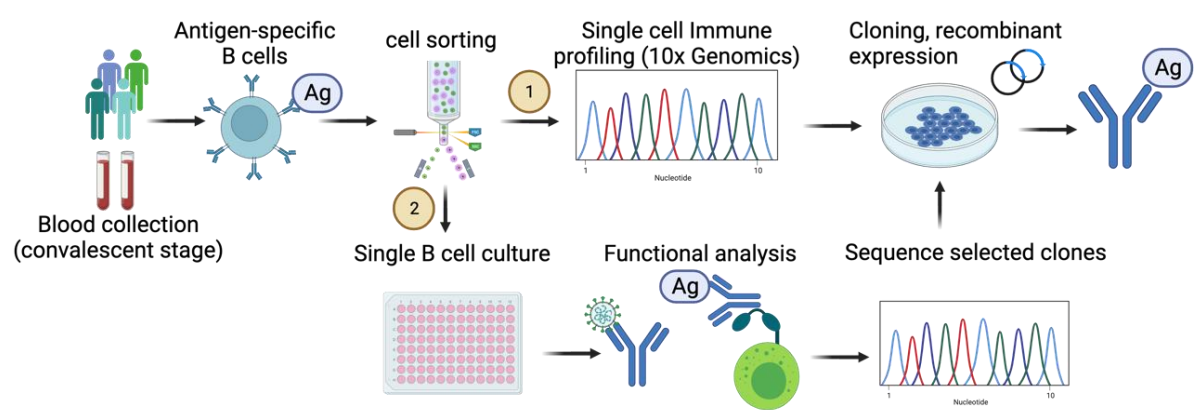 Antigen-specific
B cells
Ag
cell sorting
1
Single cell Immune
profiling (10x Genomics)
1
10
Nucleotide
Cloning, recombinant
expression
Ag
Blood collection
(convalescent stage)
2
Single B cell culture
Functional analysis
Ag
Sequence selected clones
1
10
Nucleotide